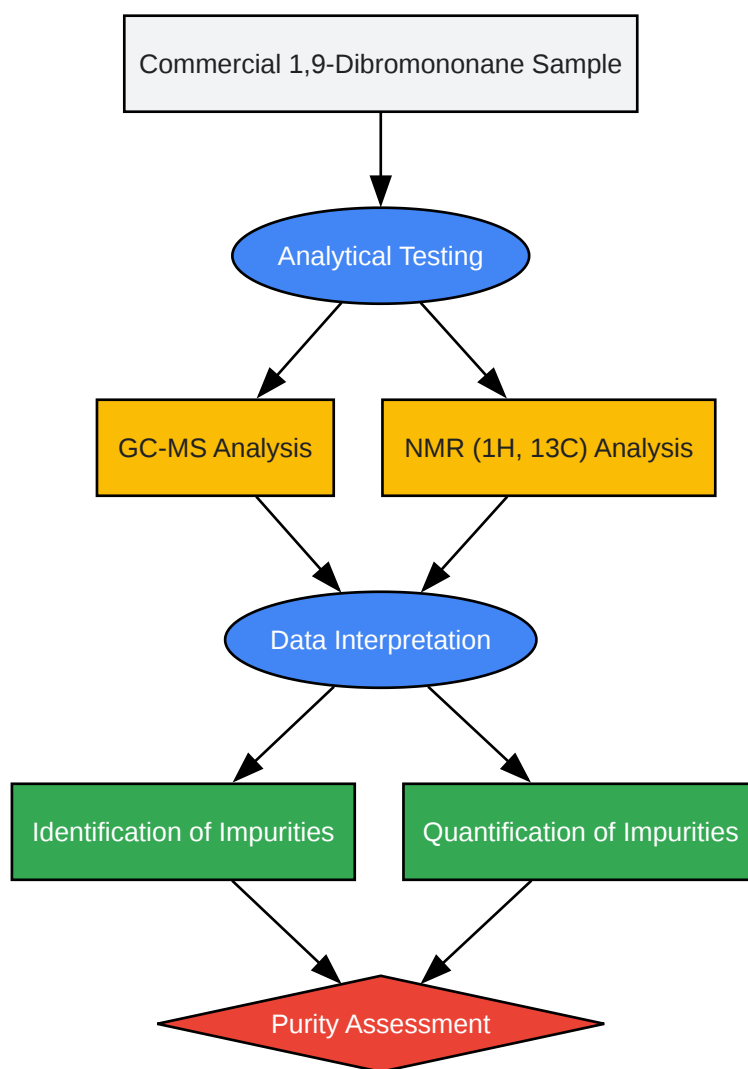 Commercial 1,9-Dibromononane Sample
Analytical Testing
GC-MS Analysis
NMR (1H, 13C) Analysis
Data Interpretation
Identification of Impurities
Quantification of Impurities
Purity Assessment